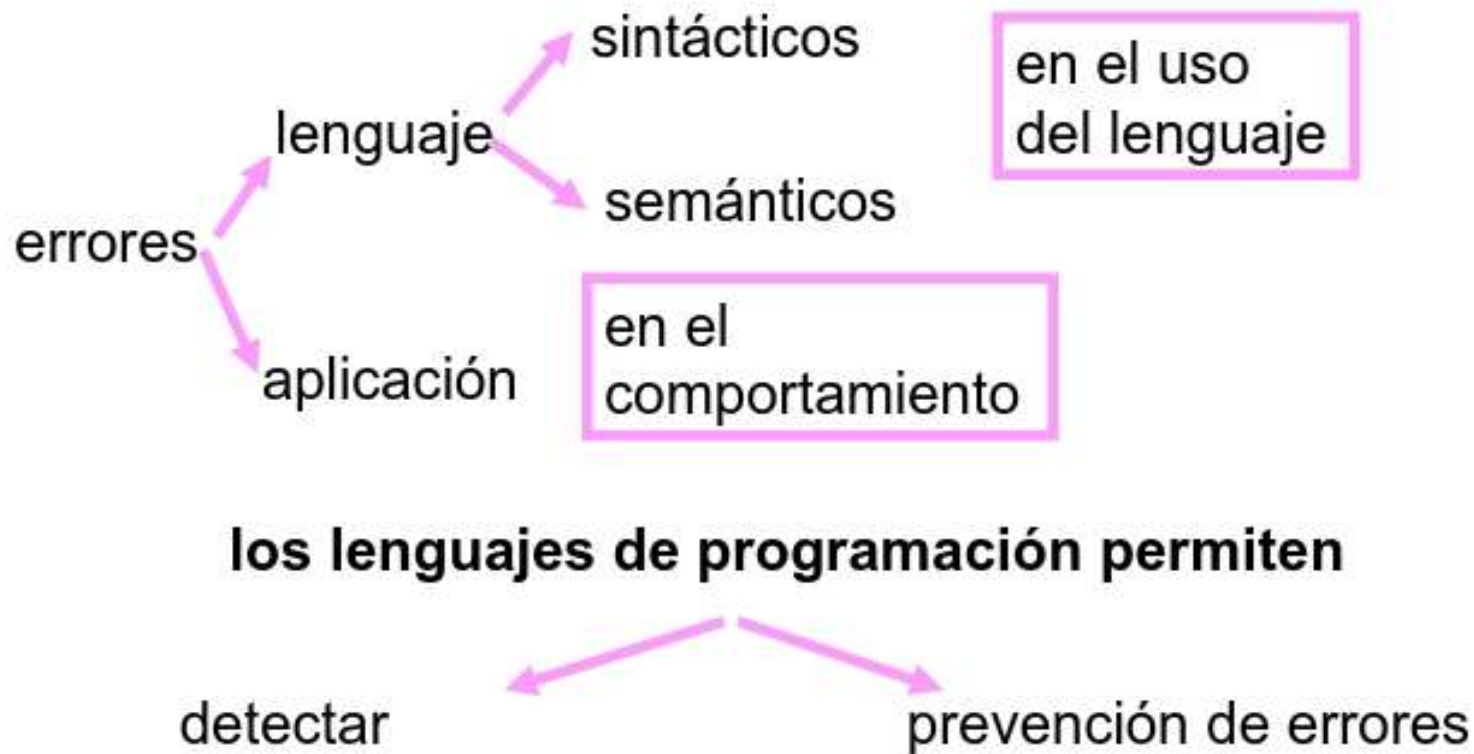 sintácticos
en el uso
del lenguaje
lenguaje
semánticos
errores
en el
comportamiento
aplicación
los lenguajes de programación permiten
detectar
prevención de errores